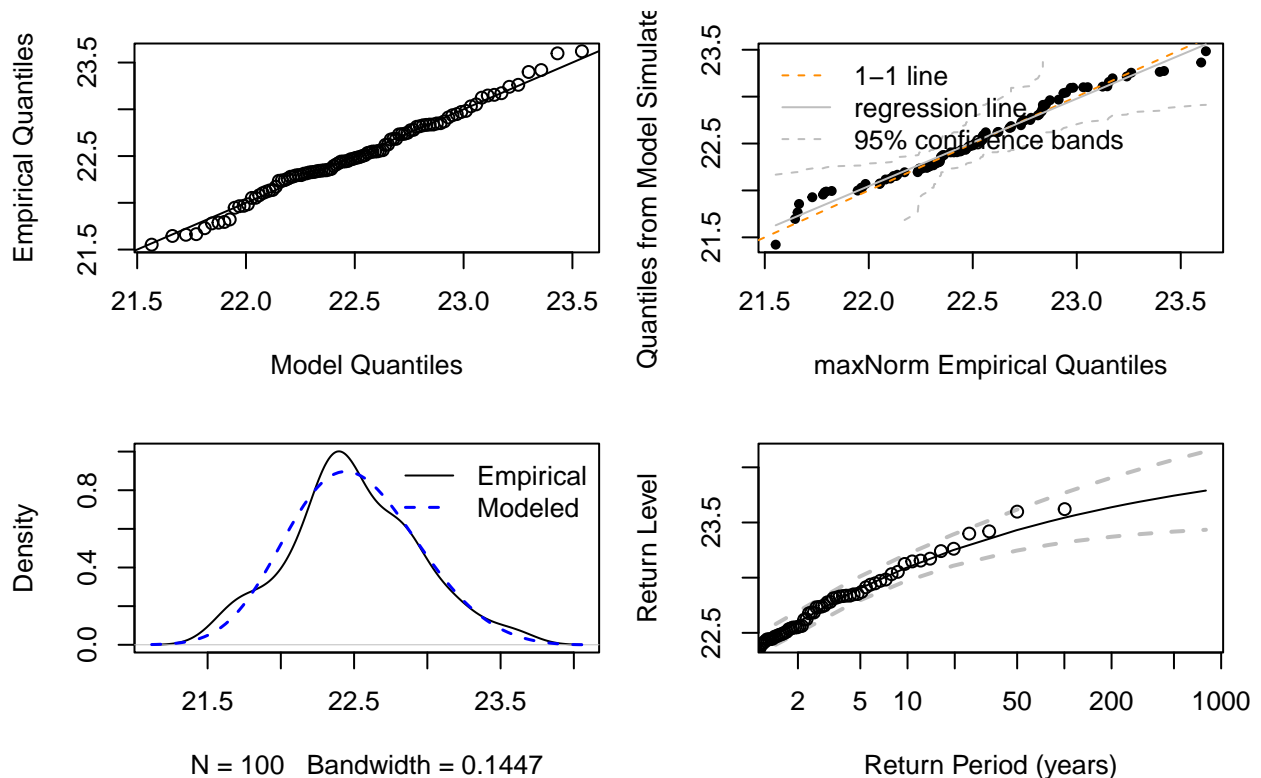 Empirical Quantiles
21.5 22.5 23.5
21.5 22.0 22.5 23.0 23.5
Model Quantiles
Quantiles from Model Simulate
21.5 22.5 23.5
1−1 line
regression line
95% confidence bands
21.5 22.0 22.5 23.0 23.5
maxNorm Empirical Quantiles
Density
0.0 0.4 0.8
Empirical
Modeled
21.5 22.5 23.5
N = 100 Bandwidth = 0.1447
Return Level
22.5 23.5
2 5 10 50 200 1000
Return Period (years)